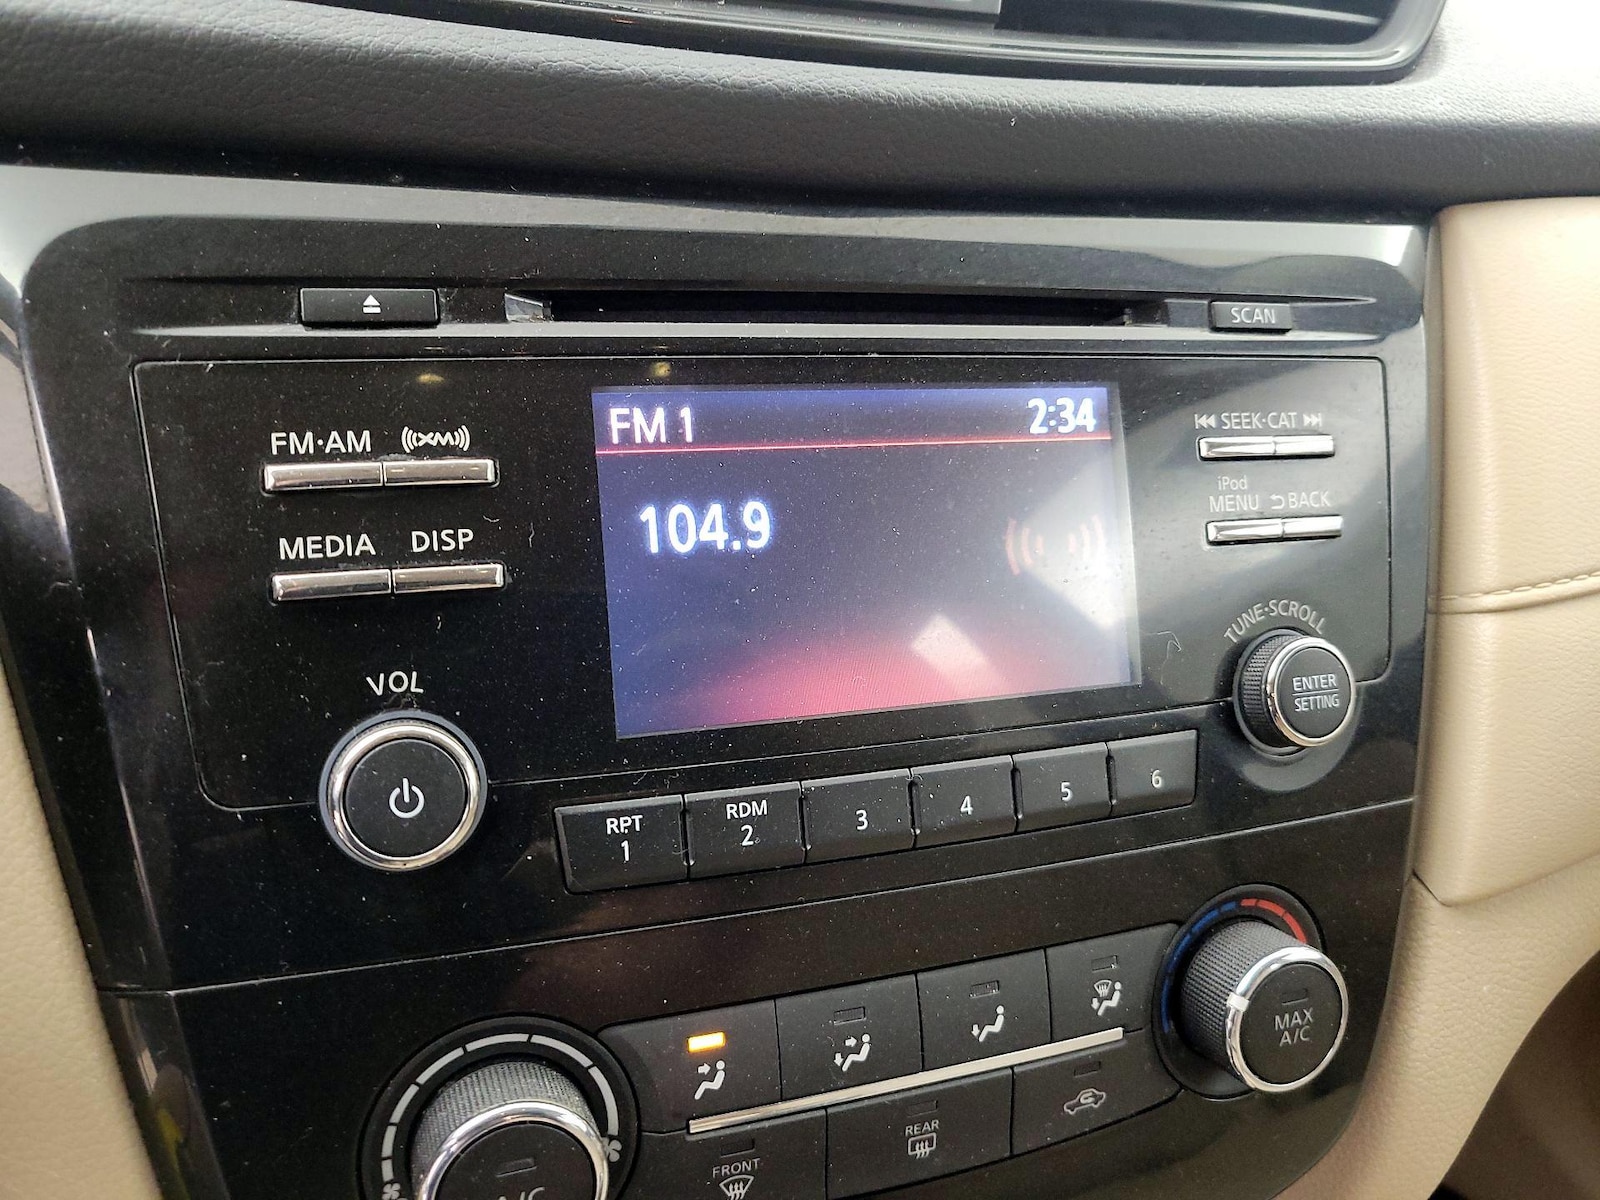 SCAN
FM·AM
((XM))
SEEK·CAT
FM 1
2:34
iPod
MENU
BACK
104.9
MEDIA
DISP
TUNE·SCROLL
ENTER
SETTING
VOL
RPT
1
RDM
2
3
4
5
6
MAX
A/C
REAR
FRONT
A/C